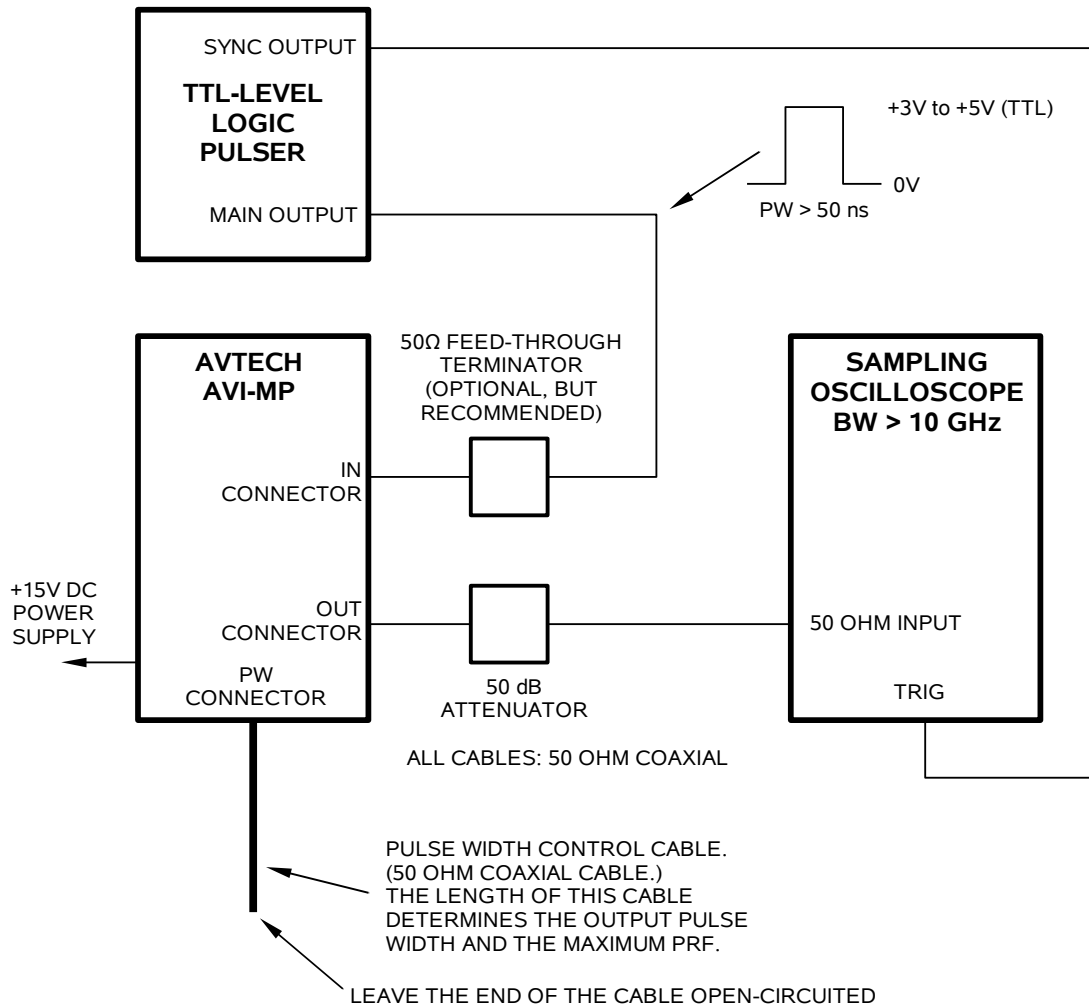 SYNC OUTPUT
TTL-LEVEL
LOGIC
PULSER
MAIN OUTPUT
+3V to +5V (TTL)
0V
PW > 50 ns
AVTECH
AVI-MP
50Ω FEED-THROUGH
TERMINATOR
(OPTIONAL, BUT
RECOMMENDED)
SAMPLING
OSCILLOSCOPE
BW > 10 GHz
IN
CONNECTOR
+15V DC
POWER
SUPPLY
OUT
CONNECTOR
50 OHM INPUT
PW
CONNECTOR
50 dB
ATTENUATOR
TRIG
ALL CABLES: 50 OHM COAXIAL
PULSE WIDTH CONTROL CABLE.
(50 OHM COAXIAL CABLE.)
THE LENGTH OF THIS CABLE
DETERMINES THE OUTPUT PULSE
WIDTH AND THE MAXIMUM PRF.
LEAVE THE END OF THE CABLE OPEN-CIRCUITED